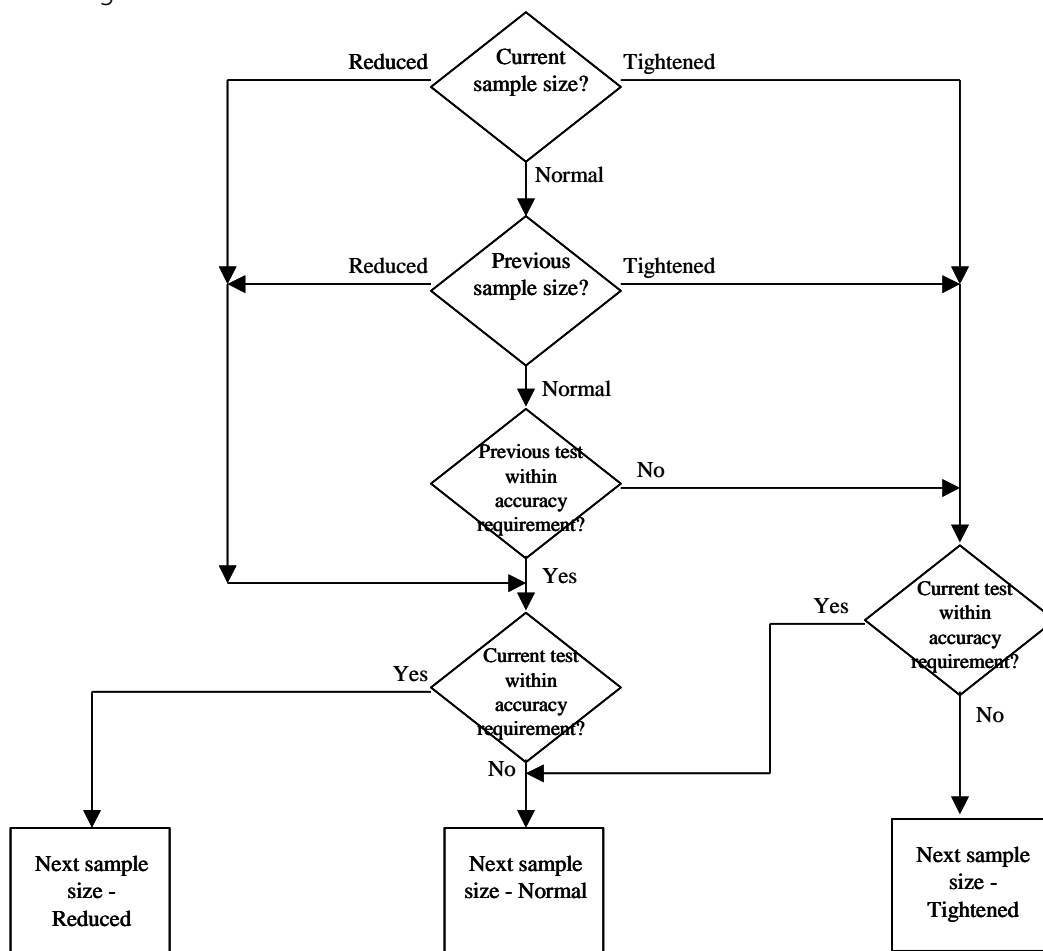 Current
sample size?
Reduced
Tightened
Normal
Previous
sample size?
Reduced
Tightened
Normal
Previous test
within
accuracy
requirement?
No
Yes
Current test
within
accuracy
requirement?
Yes
No
Current test
within
accuracy
requirement?
Yes
No
Next sample
size -
Reduced
Next sample
size - Normal
Next sample
size -
Tightened